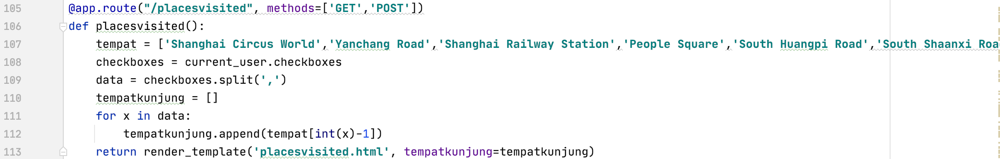 105 @app.route("/placesvisited", methods=['GET','POST'])
106 def placesvisited():
107 tempat = ['Shanghai Circus World','Yanchang Road','Shanghai Railway Station','People Square','South Huangpi Road','South Shaanxi Roa
108 checkboxes = current_user.checkboxes
109 data = checkboxes.split(',')
110 tempatkunjung = []
111 for x in data:
112 tempatkunjung.append(tempat[int(x)-1])
113 return render_template('placesvisited.html', tempatkunjung=tempatkunjung)